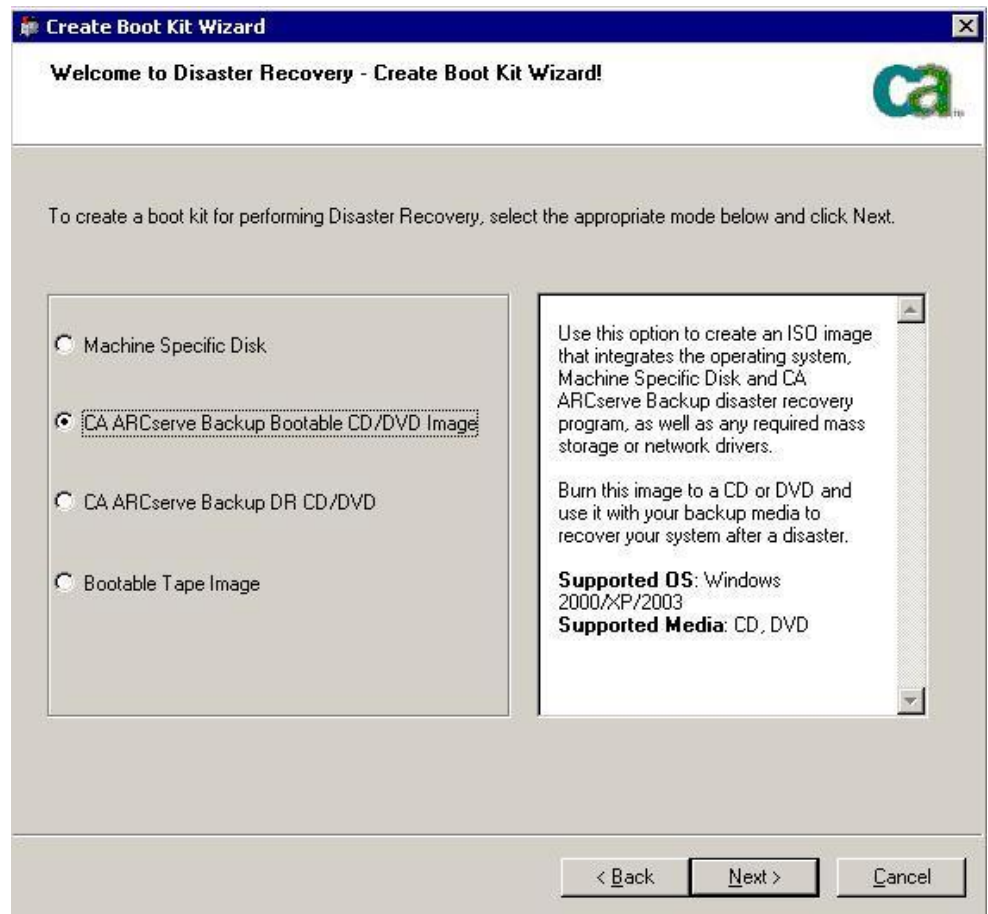 Create Boot Kit Wizard
Welcome to Disaster Recovery - Create Boot Kit Wizard!
ca
To create a boot kit for performing Disaster Recovery, select the appropriate mode below and click Next.
Machine Specific Disk
CA ARCserve Backup Bootable CD/DVD Image
CA ARCserve Backup DR CD/DVD
Bootable Tape Image
Use this option to create an ISO image
that integrates the operating system,
Machine Specific Disk and CA
ARCserve Backup disaster recovery
program, as well as any required mass
storage or network drivers.
Burn this image to a CD or DVD and
use it with your backup media to
recover your system after a disaster.
Supported OS: Windows
2000/XP/2003
Supported Media: CD, DVD
< Back
Next >
Cancel